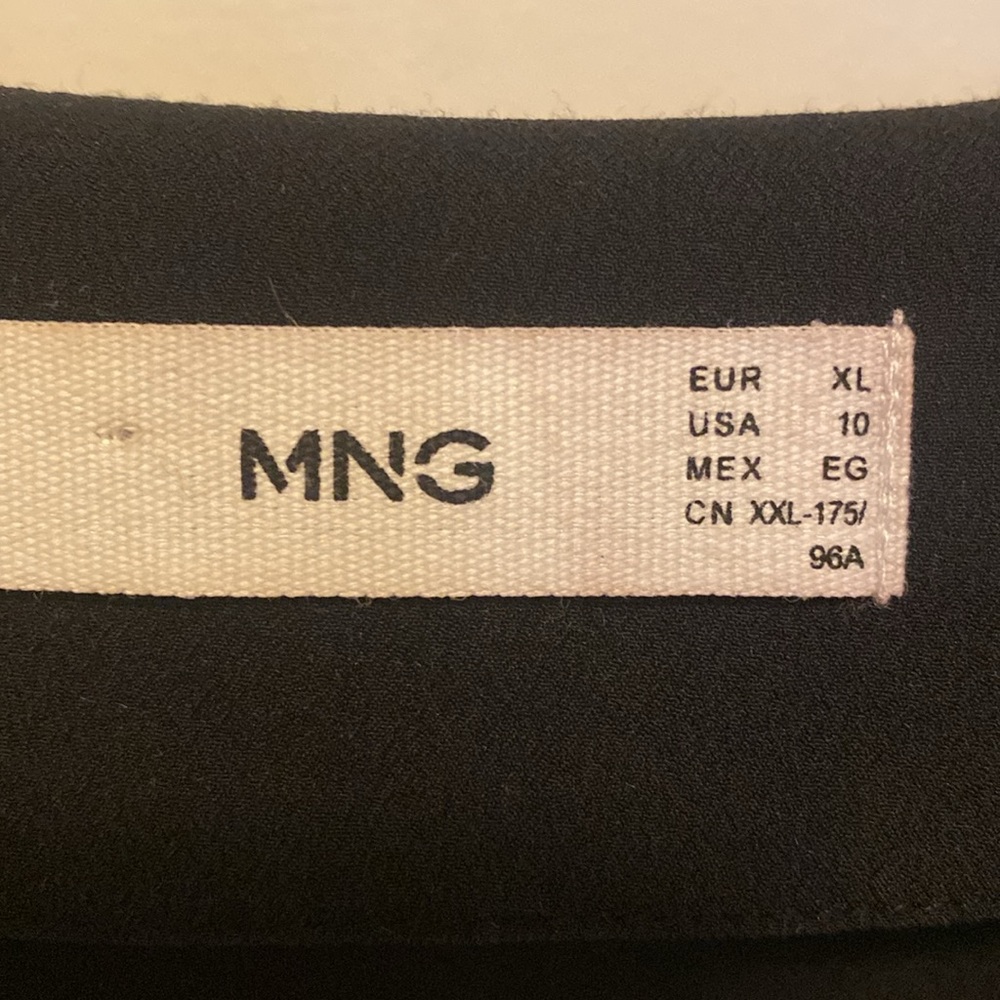 MNG
EUR XL
USA 10
MEX EG
CN XXL-175/
96A